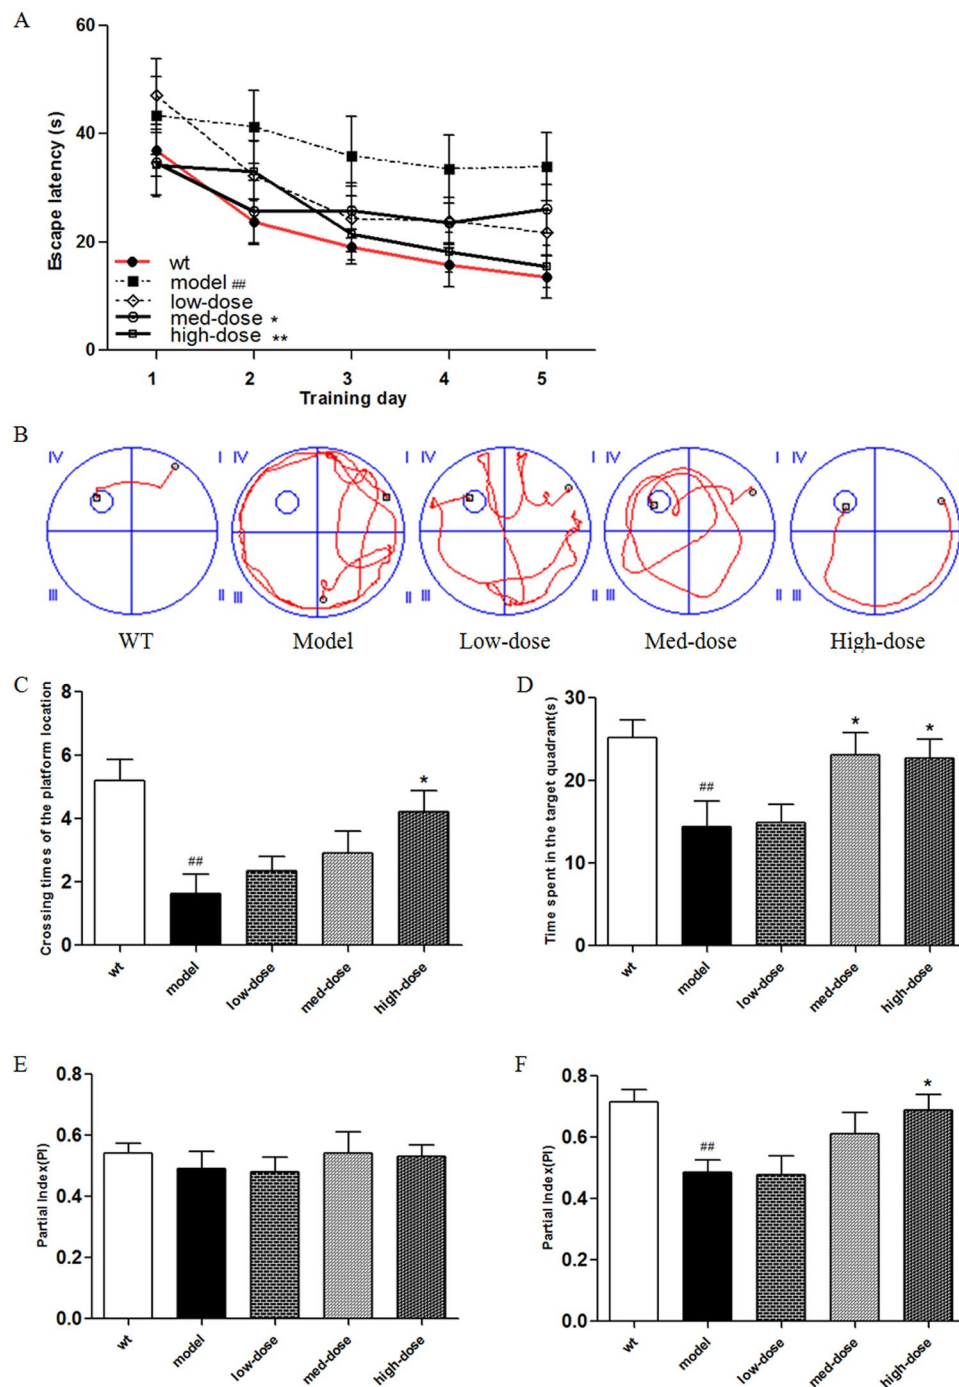 A
60
40
20
0
Escape latency (s)
wt
model ##
low-dose
med-dose *
high-dose **
1 2 3 4 5
Training day
B
IV I IV I IV I IV I IV
III II III II III II III II III
WT Model Low-dose Med-dose High-dose
C
8
6
4
2
0
Crossing times of the platform location
##
*
wt model low-dose med-dose high-dose
D
30
20
10
0
Time spent in the target quadrant(s)
##
* *
wt model low-dose med-dose high-dose
E
0.8
0.6
0.4
0.2
0.0
Partial Index(PI)
wt model low-dose med-dose high-dose
F
0.8
0.6
0.4
0.2
0.0
Partial Index(PI)
##
*
wt model low-dose med-dose high-dose